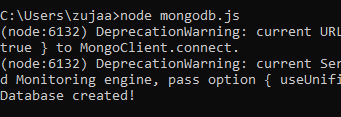 C:\Users\zujaa>node mongodb.js
(node:6132) DeprecationWarning: current URL
true } to MongoClient.connect.
(node:6132) DeprecationWarning: current Ser
d Monitoring engine, pass option { useUnifi
Database created!